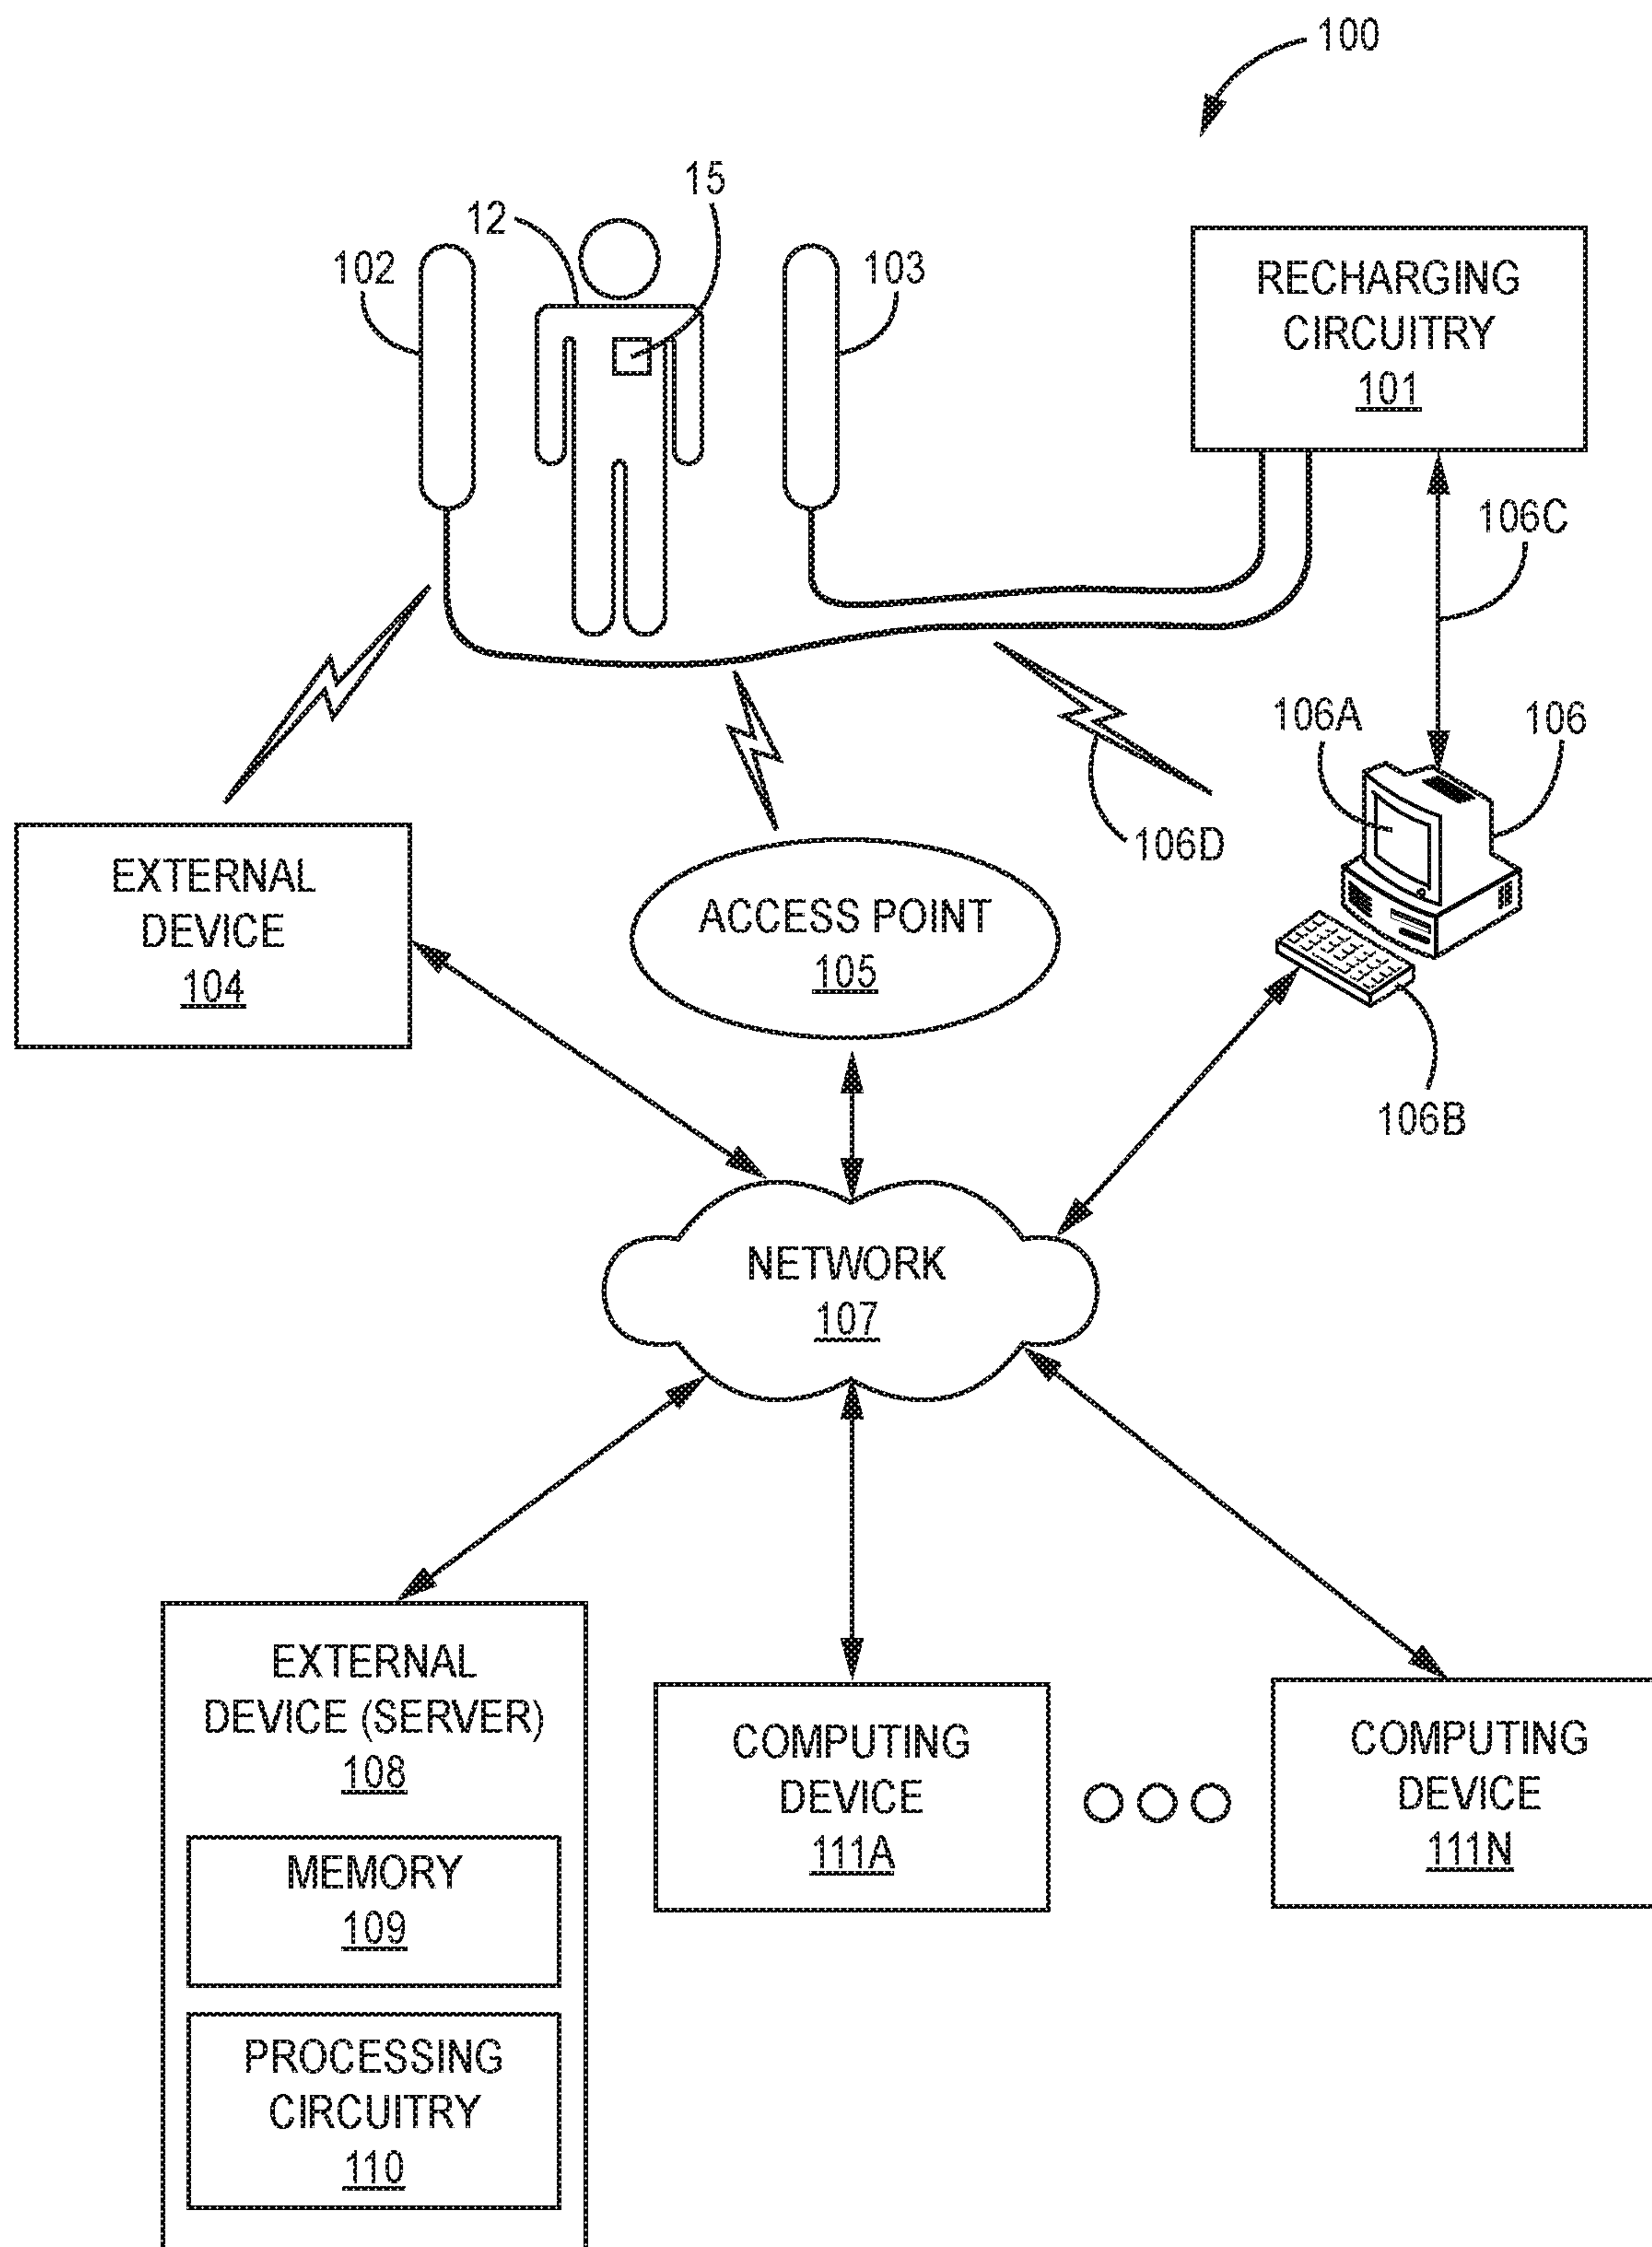 100
15
12
102
103
RECHARGING
CIRCUITRY
101
106C
106A
106
106D
EXTERNAL
DEVICE
104
ACCESS POINT
105
106B
NETWORK
107
EXTERNAL
DEVICE (SERVER)
108
MEMORY
109
PROCESSING
CIRCUITRY
110
COMPUTING
DEVICE
111A
COMPUTING
DEVICE
111N